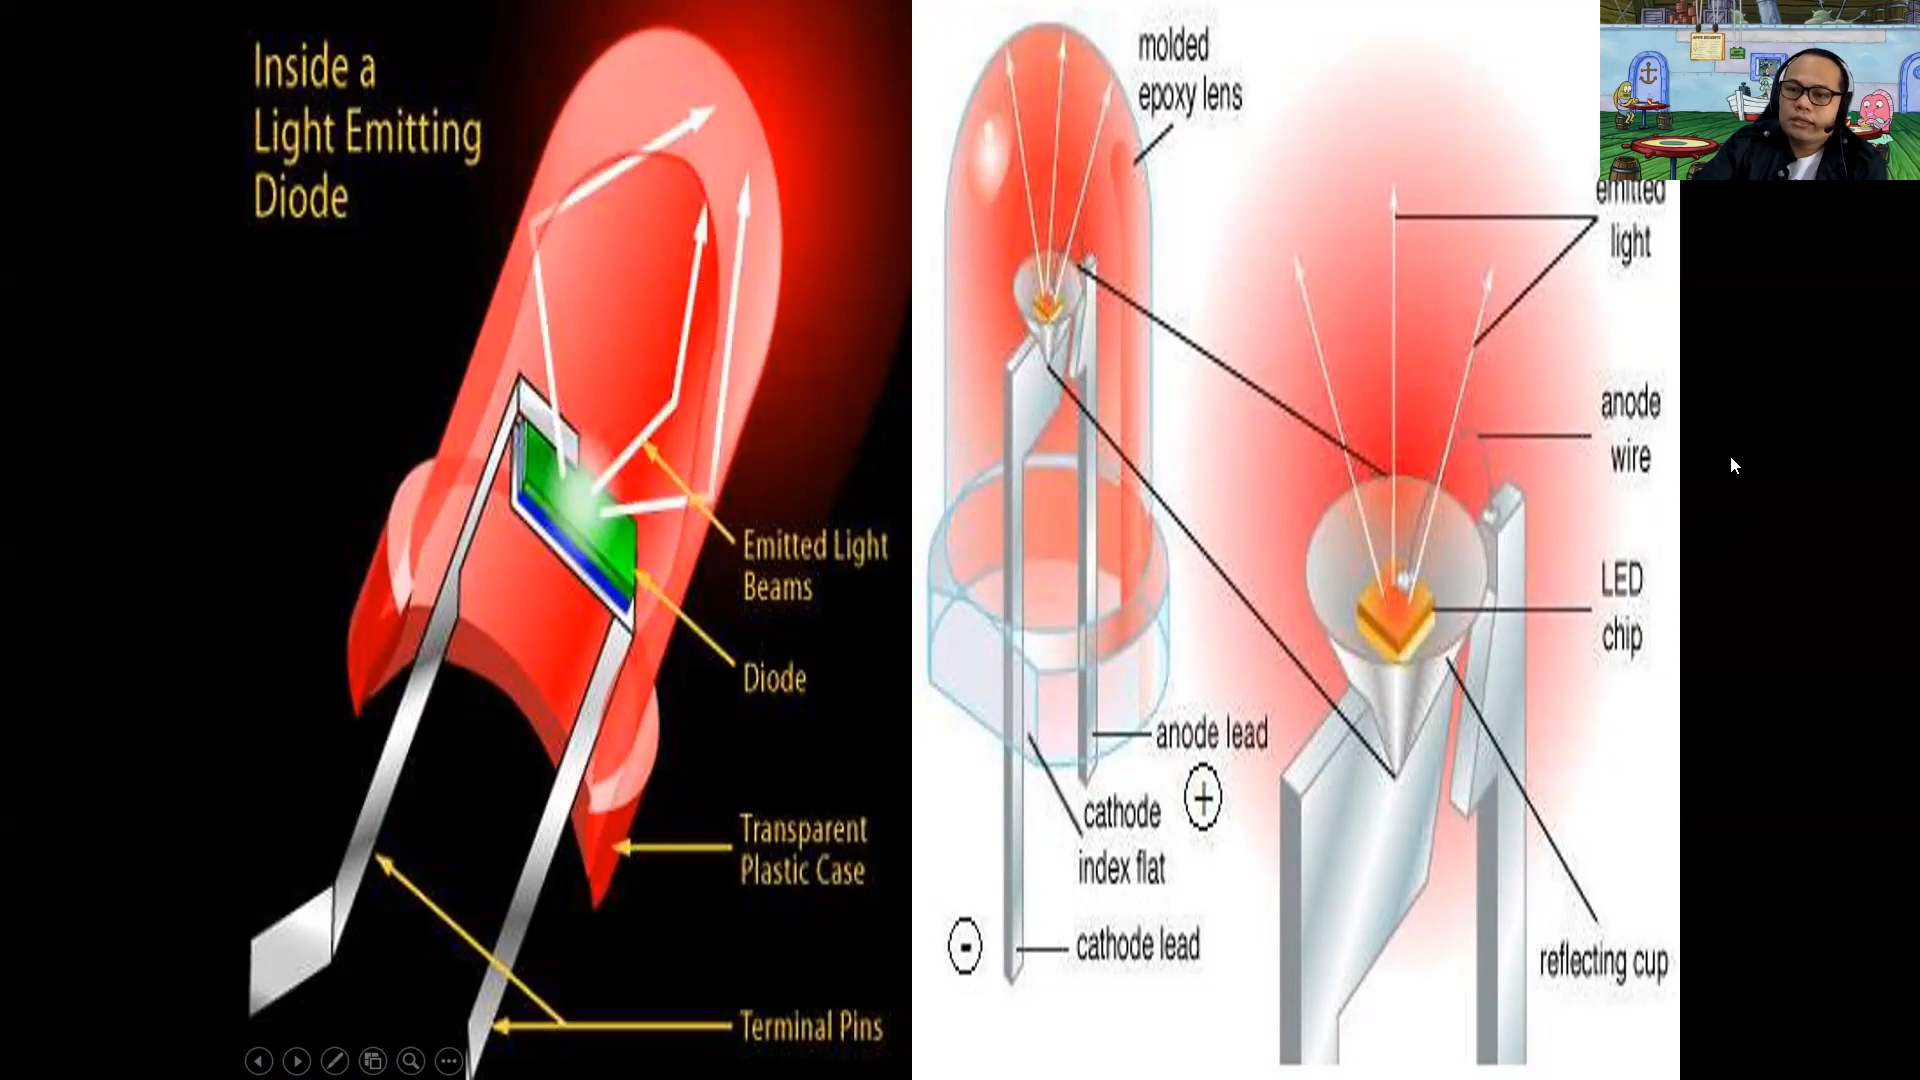 Inside a
Light Emitting
Diode
Emitted Light
Beams
Diode
Transparent
Plastic Case
Terminal Pins
molded
epoxy lens
emitted
light
anode
wire
LED
chip
anode lead
+
cathode
index flat
-
cathode lead
reflecting cup